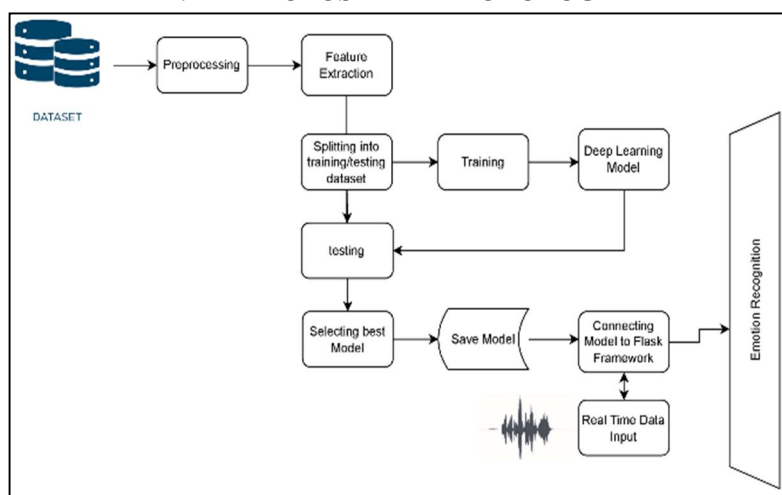 DATASET
Preprocessing
Feature
Extraction
Splitting into
training/testing
dataset
Training
Deep Learning
Model
testing
Selecting best
Model
Save Model
Connecting
Model to Flask
Framework
Real Time Data
Input
Emotion Recognition